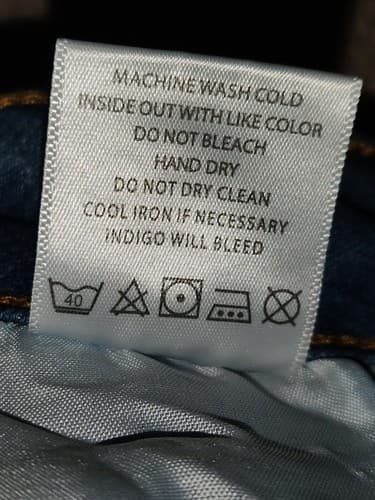 MACHINE WASH COLD
INSIDE OUT WITH LIKE COLOR
DO NOT BLEACH
HAND DRY
DO NOT DRY CLEAN
COOL IRON IF NECESSARY
INDIGO WILL BLEED
40